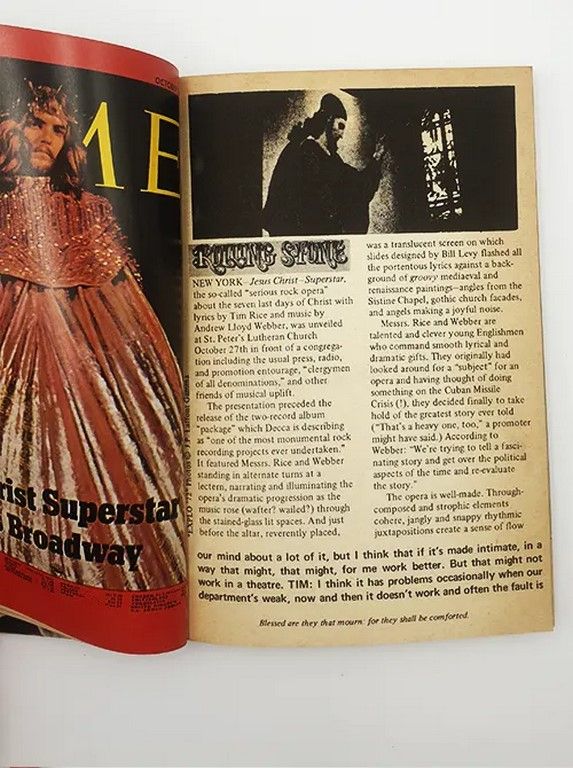 OCTOBER
ME
rist Superstar
Broadway
"EXPLO '72" Photos ©
ROLLING STONE
NEW YORK—Jesus Christ—Superstar,
the so-called "serious rock opera"
about the seven last days of Christ with
lyrics by Tim Rice and music by
Andrew Lloyd Webber, was unveiled
at St. Peter's Lutheran Church
October 27th in front of a congrega-
tion including the usual press, radio,
and promotion entourage, "clergymen
of all denominations," and other
friends of musical uplift.
The presentation preceded the
release of the two-record album
"package" which Decca is describing
as "one of the most monumental rock
recording projects ever undertaken."
It featured Messrs. Rice and Webber
standing in alternate turns at a
lectern, narrating and illuminating the
opera's dramatic progression as the
music rose (wafter? wailed?) through
the stained-glass lit spaces. And just
before the altar, reverently placed,
was a translucent screen on which
slides designed by Bill Levy flashed all
the portentous lyrics against a back-
ground of groovy mediaeval and
renaissance paintings—angles from the
Sistine Chapel, gothic church facades,
and angels making a joyful noise.
Messrs. Rice and Webber are
talented and clever young Englishmen
who command smooth lyrical and
dramatic gifts. They originally had
looked around for a "subject" for an
opera and having thought of doing
something on the Cuban Missile
Crisis (!), they decided finally to take
hold of the greatest story ever told
("That's a heavy one, too," a promoter
might have said.) According to
Webber: "We're trying to tell a fasci-
nating story and get over the political
aspects of the time and re-evaluate
the story."
The opera is well-made. Through-
composed and strophic elements
cohere, jangly and snappy rhythmic
juxtapositions create a sense of flow
our mind about a lot of it, but I think that if it's made intimate, in a
way that might, that might, for me work better. But that might not
work in a theatre. TIM: I think it has problems occasionally when our
department's weak, now and then it doesn't work and often the fault is
Blessed are they that mourn: for they shall be comforted.